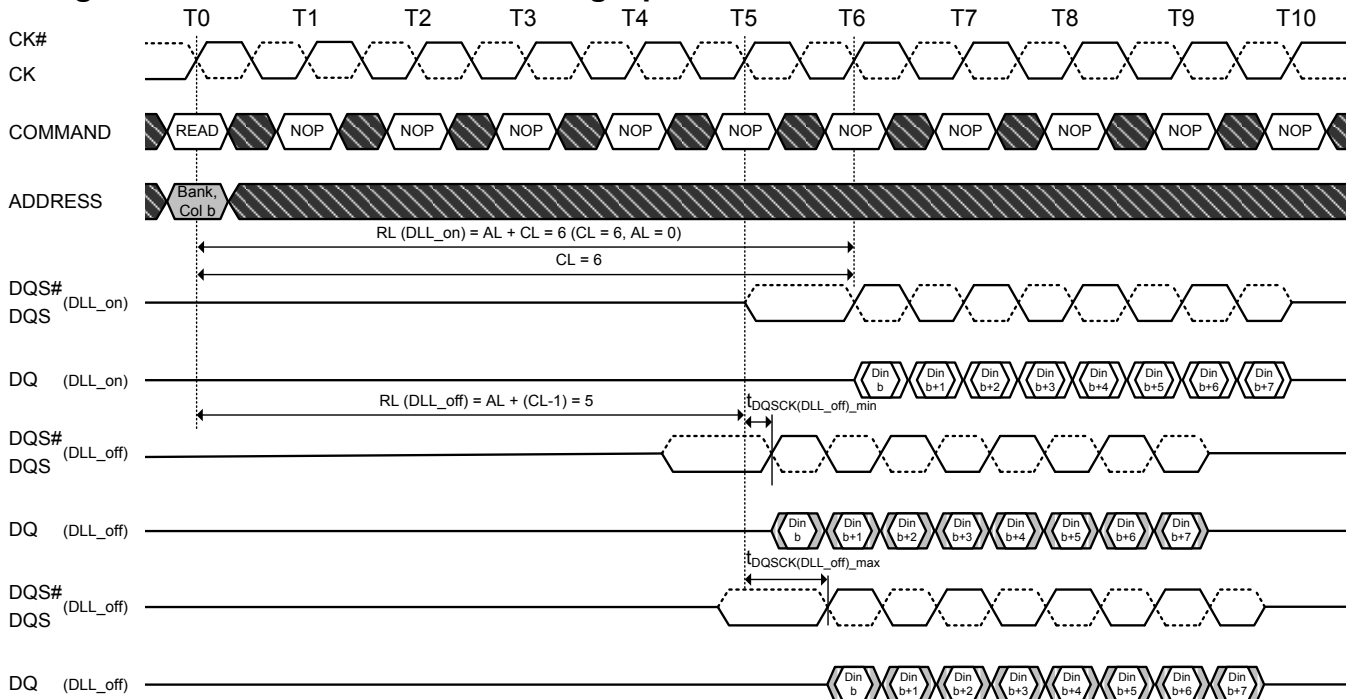 T0 T1 T2 T3 T4 T5 T6 T7 T8 T9 T10
CK#
CK
COMMAND READ NOP NOP NOP NOP NOP NOP NOP NOP NOP NOP
ADDRESS Bank,
Col b
RL (DLL_on) = AL + CL = 6 (CL = 6, AL = 0)
CL = 6
DQS# (DLL_on)
DQS
DQ (DLL_on) Din Din Din Din Din Din Din Din
b b+1 b+2 b+3 b+4 b+5 b+6 b+7
RL (DLL_off) = AL + (CL-1) = 5 tDQSCK(DLL_off)_min
DQS# (DLL_off)
DQS
DQ (DLL_off) Din Din Din Din Din Din Din Din
b b+1 b+2 b+3 b+4 b+5 b+6 b+7
tDQSCK(DLL_off)_max
DQS# (DLL_off)
DQS
DQ (DLL_off) Din Din Din Din Din Din Din Din
b b+1 b+2 b+3 b+4 b+5 b+6 b+7